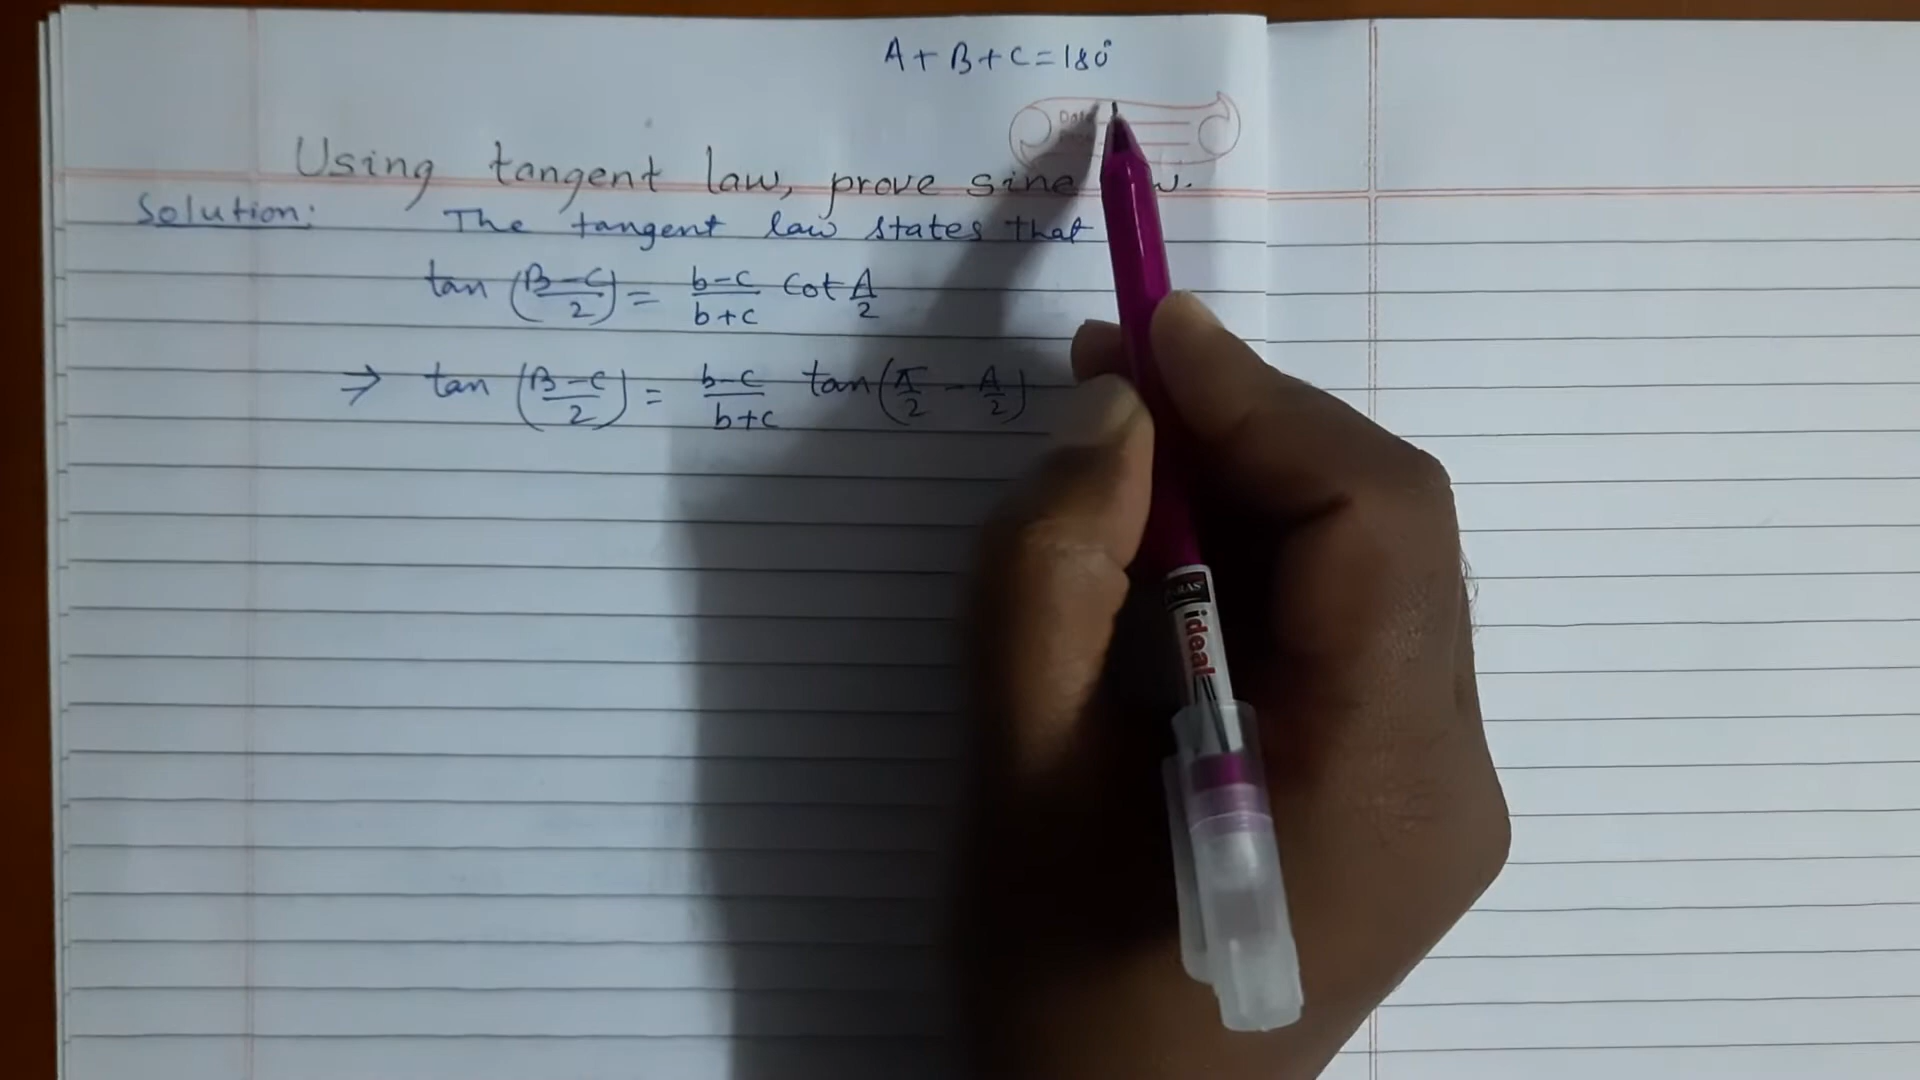 A + B + C = 180°
Using tangent law, prove sine
Solution: The tangent law states that
tan (B-C/2) = b-c/b+c cot A/2
⇒ tan (B-C/2) = b-c/b+c tan(π/2 - A/2)
ideal